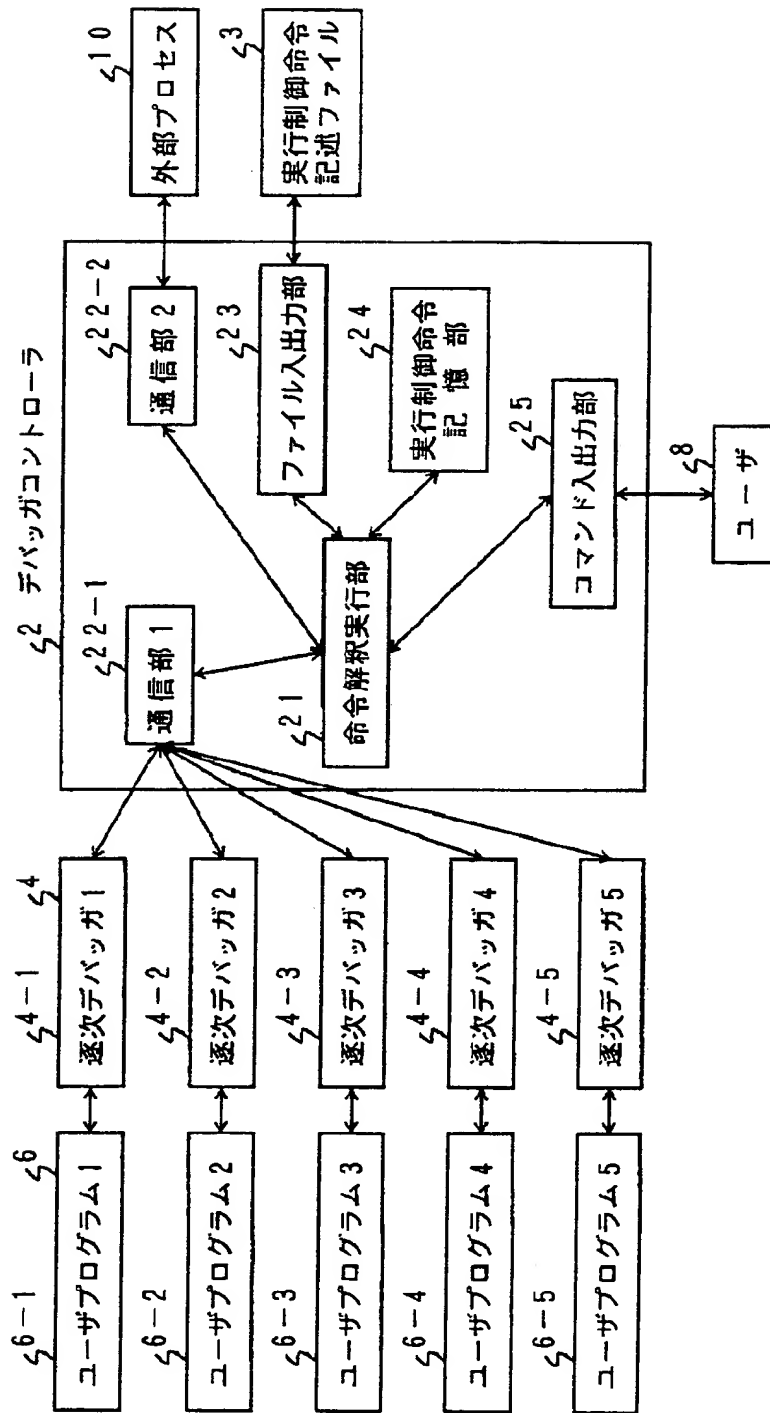 6-1
6
ユーザプログラム1
6-2
ユーザプログラム2
6-3
ユーザプログラム3
6-4
ユーザプログラム4
6-5
ユーザプログラム5
4-1
4
逐次デバッガ1
4-2
逐次デバッガ2
4-3
逐次デバッガ3
4-4
逐次デバッガ4
4-5
逐次デバッガ5
2 デバッガコントローラ
22-1
通信部1
21
命令解釈実行部
22-2
通信部2
23
ファイル入出力部
24
実行制御命令
記憶部
25
コマンド入出力部
10
外部プロセス
3
実行制御命令
記述ファイル
8
ユーザ